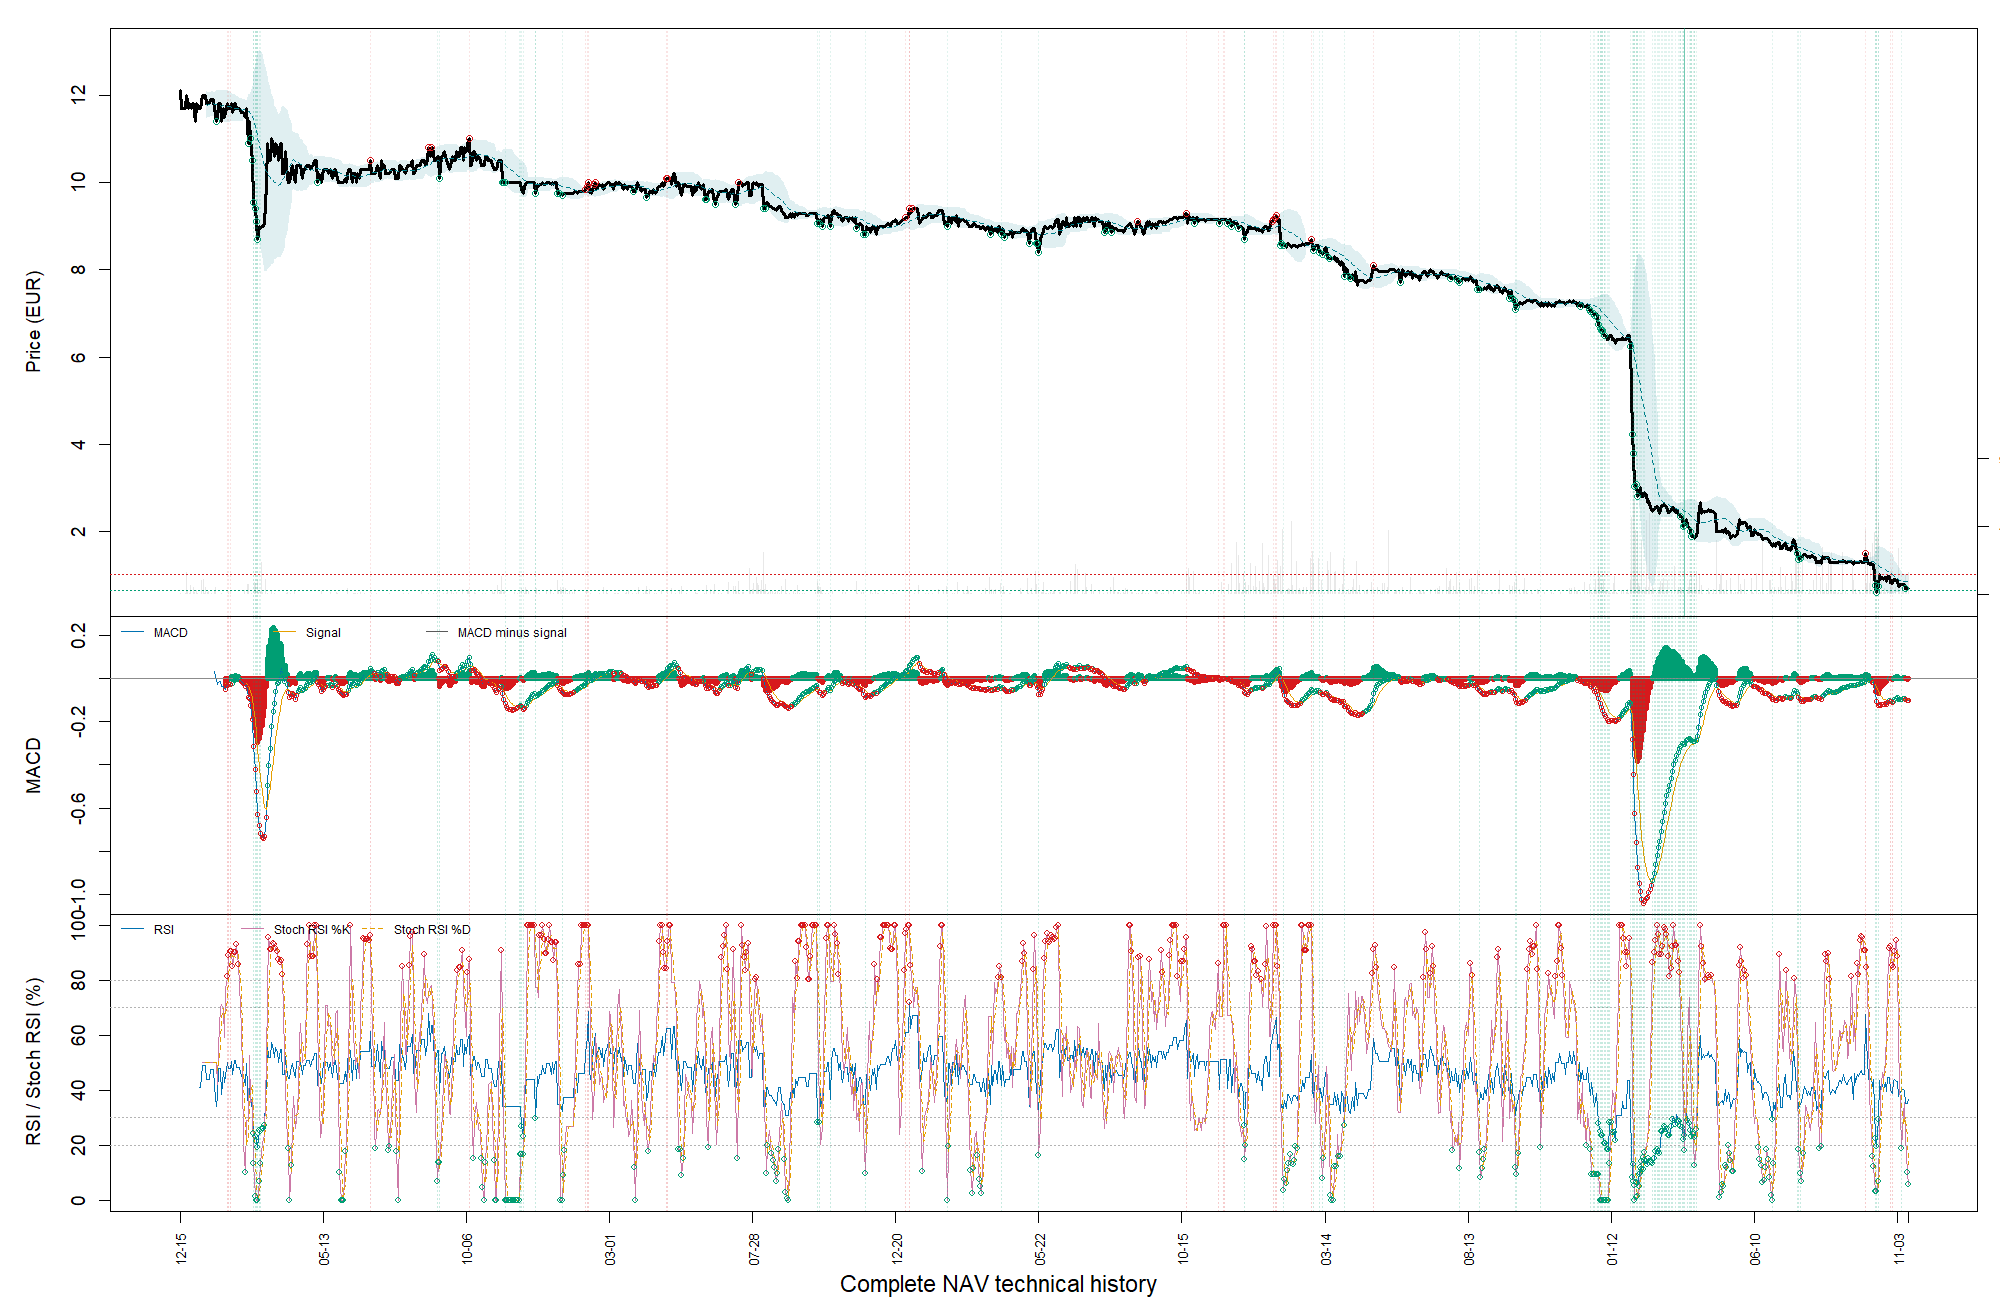 Price (EUR)
12
10
8
6
4
2
MACD
Signal
MACD minus signal
MACD
0.2
-0.2
-0.6
-1.0
RSI
Stoch RSI %K
Stoch RSI %D
RSI / Stoch RSI (%)
100
80
60
40
20
0
12-15
05-13
10-06
03-01
07-28
12-20
05-22
10-15
03-14
08-13
01-12
06-10
11-03
Complete NAV technical history